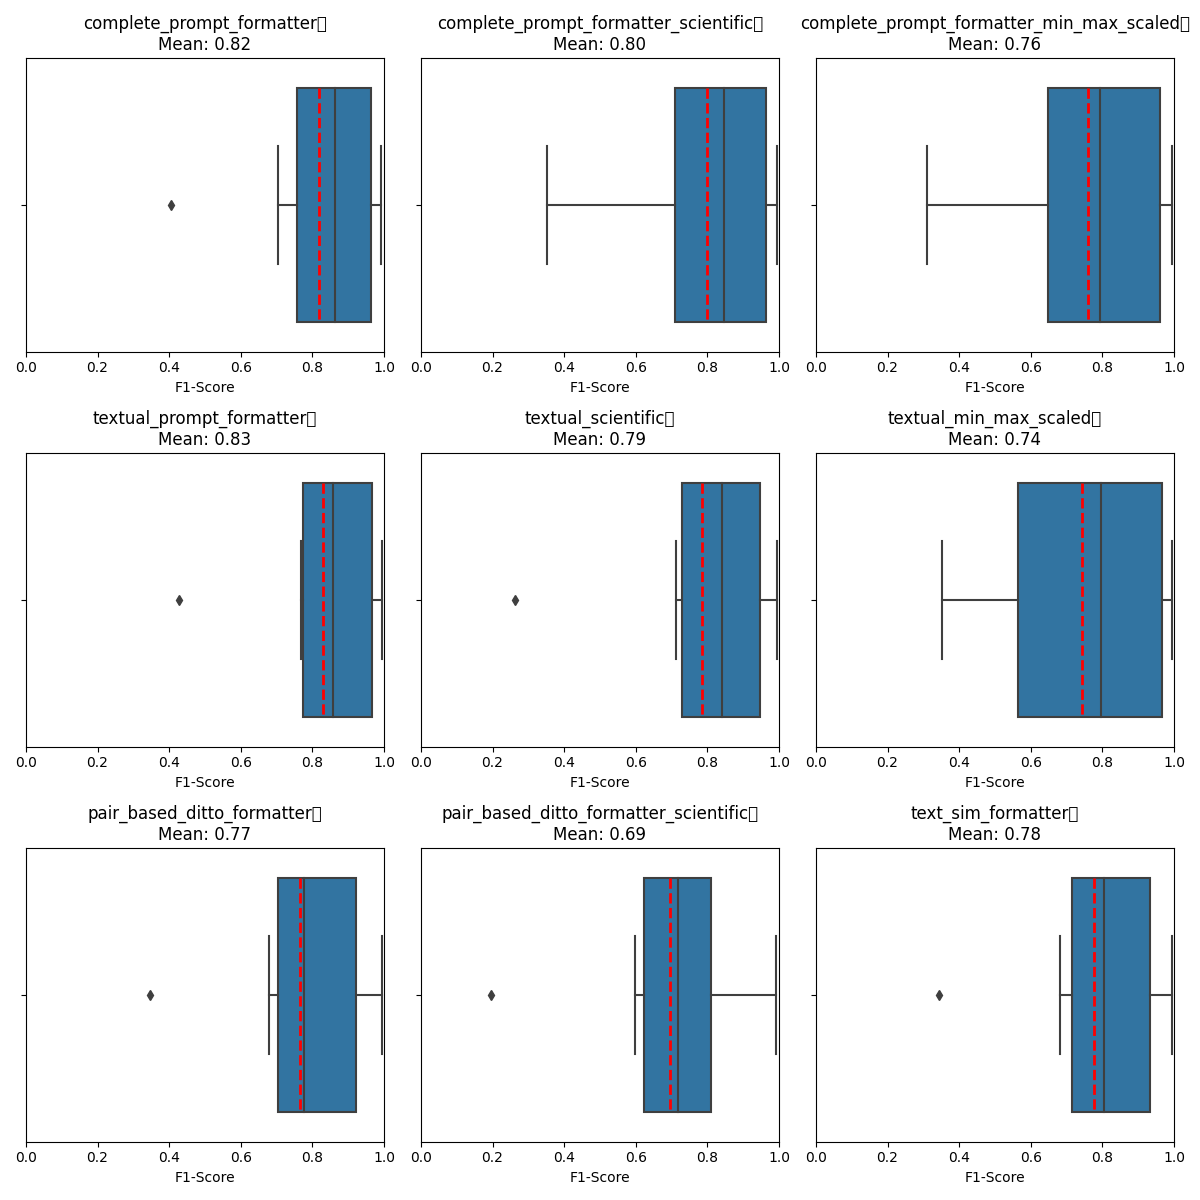 complete_prompt_formatter
Mean: 0.82
complete_prompt_formatter_scientific
Mean: 0.80
complete_prompt_formatter_min_max_scaled
Mean: 0.76
0.0 0.2 0.4 0.6 0.8 1.0
F1-Score
0.0 0.2 0.4 0.6 0.8 1.0
F1-Score
0.0 0.2 0.4 0.6 0.8 1.0
F1-Score
textual_prompt_formatter
Mean: 0.83
textual_scientific
Mean: 0.79
textual_min_max_scaled
Mean: 0.74
0.0 0.2 0.4 0.6 0.8 1.0
F1-Score
0.0 0.2 0.4 0.6 0.8 1.0
F1-Score
0.0 0.2 0.4 0.6 0.8 1.0
F1-Score
pair_based_ditto_formatter
Mean: 0.77
pair_based_ditto_formatter_scientific
Mean: 0.69
text_sim_formatter
Mean: 0.78
0.0 0.2 0.4 0.6 0.8 1.0
F1-Score
0.0 0.2 0.4 0.6 0.8 1.0
F1-Score
0.0 0.2 0.4 0.6 0.8 1.0
F1-Score